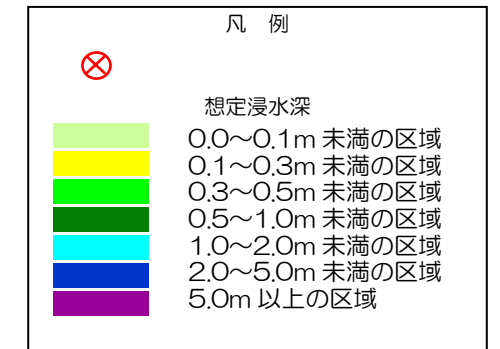 凡 例
想定浸水深
0.0〜0.1m 未満の区域
0.1〜0.3m 未満の区域
0.3〜0.5m 未満の区域
0.5〜1.0m 未満の区域
1.0〜2.0m 未満の区域
2.0〜5.0m 未満の区域
5.0m 以上の区域